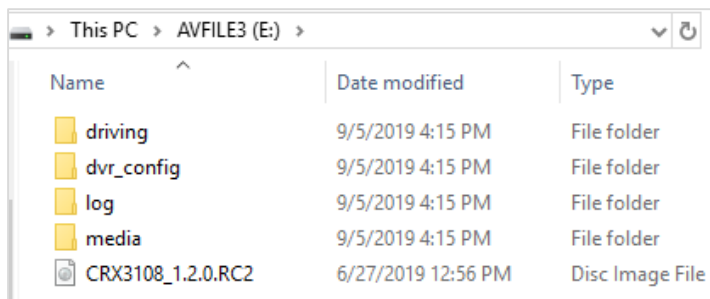 This PC > AVFILE3 (E:) >
Name Date modified Type
driving 9/5/2019 4:15 PM File folder
dvr_config 9/5/2019 4:15 PM File folder
log 9/5/2019 4:15 PM File folder
media 9/5/2019 4:15 PM File folder
CRX3108_1.2.0.RC2 6/27/2019 12:56 PM Disc Image File